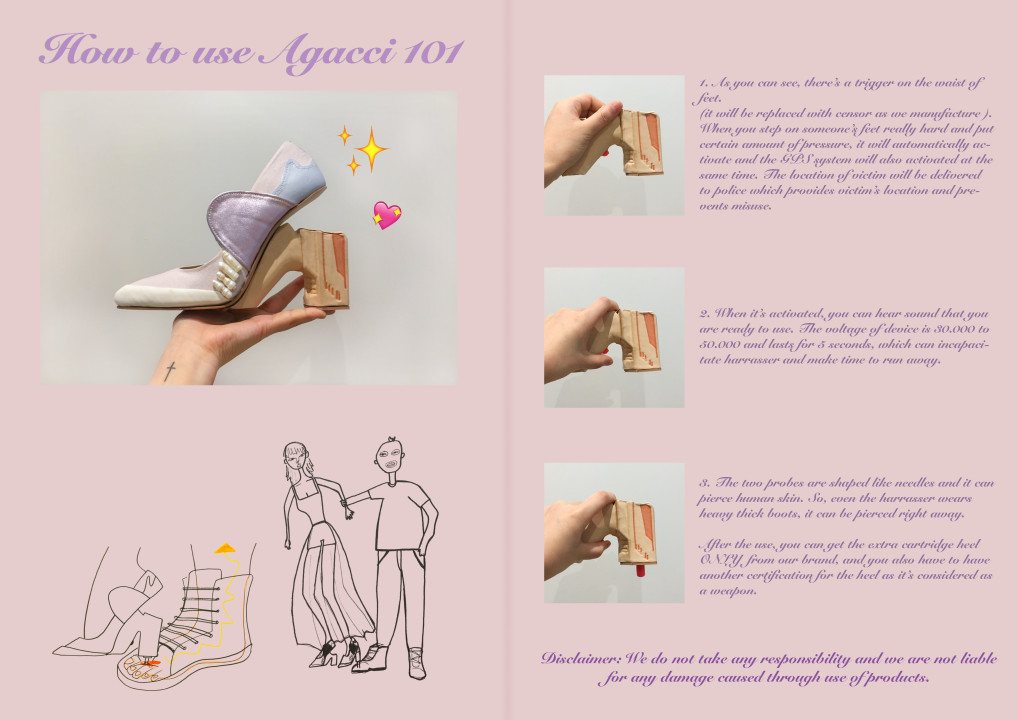 How to use Agacci 101
1. As you can see, there's a trigger on the waist of
feet.
(it will be replaced with censor as we manufacture ).
When you step on someone's feet really hard and put
certain amount of pressure, it will automatically ac-
tivate and the GPS system will also activated at the
same time. The location of victim will be delivered
to police which provides victim's location and pre-
vents misuse.
2. When it's activated, you can hear sound that you
are ready to use. The voltage of device is 30.000 to
50.000 and lasts for 5 seconds, which can incapaci-
tate harrasser and make time to run away.
3. The two probes are shaped like needles and it can
pierce human skin. So, even the harrasser wears
heavy thick boots, it can be pierced right away.
After the use, you can get the extra cartridge heel
ONLY from our brand, and you also have to have
another certification for the heel as it's considered as
a weapon.
Disclaimer: We do not take any responsibility and we are not liable
for any damage caused through use of products.